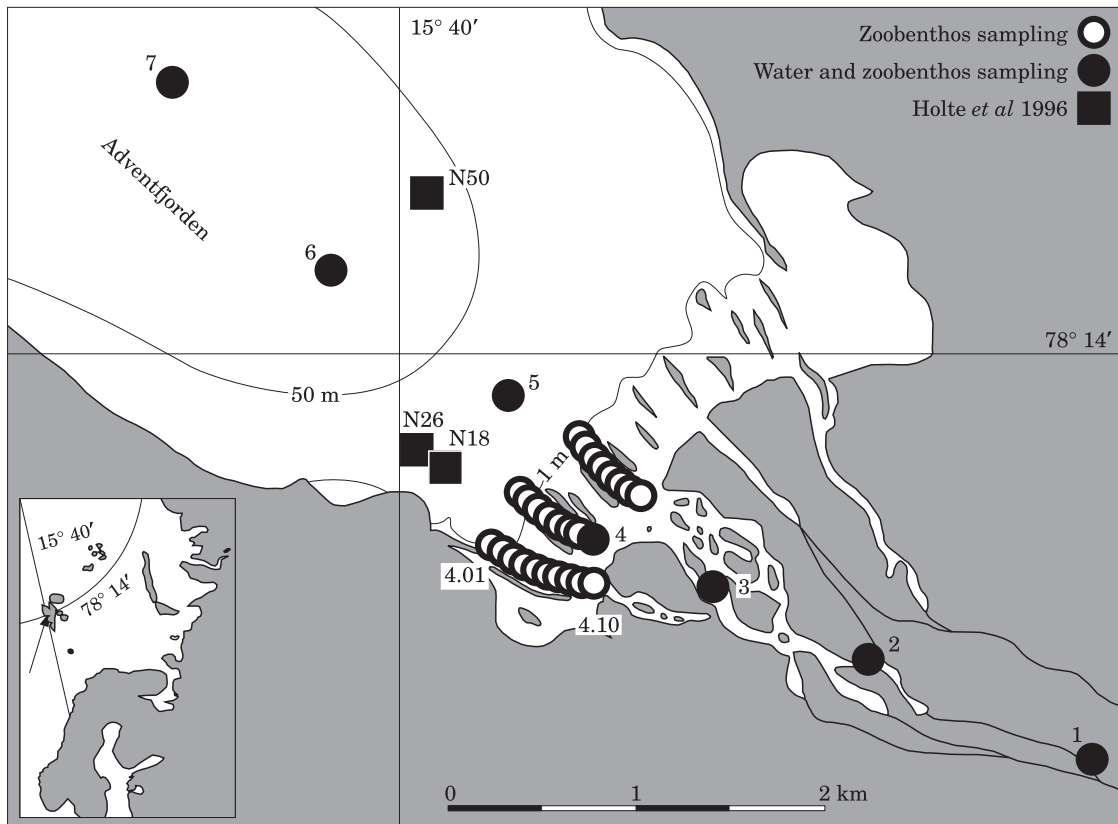 15° 40′
Zoobenthos sampling
Water and zoobenthos sampling
Holte et al 1996
7
Adventfjorden
N50
6
78° 14′
50 m
5
N26
N18
1 m
4
4.01
3
4.10
2
1
15° 40′
78° 14′
0 1 2 km